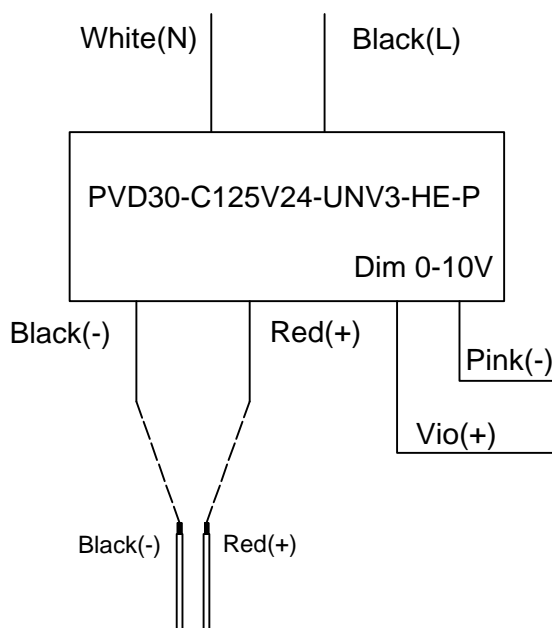 White(N)
Black(L)
PVD30-C125V24-UNV3-HE-P
Dim 0-10V
Black(-)
Red(+)
Pink(-)
Vio(+)
Black(-)
Red(+)